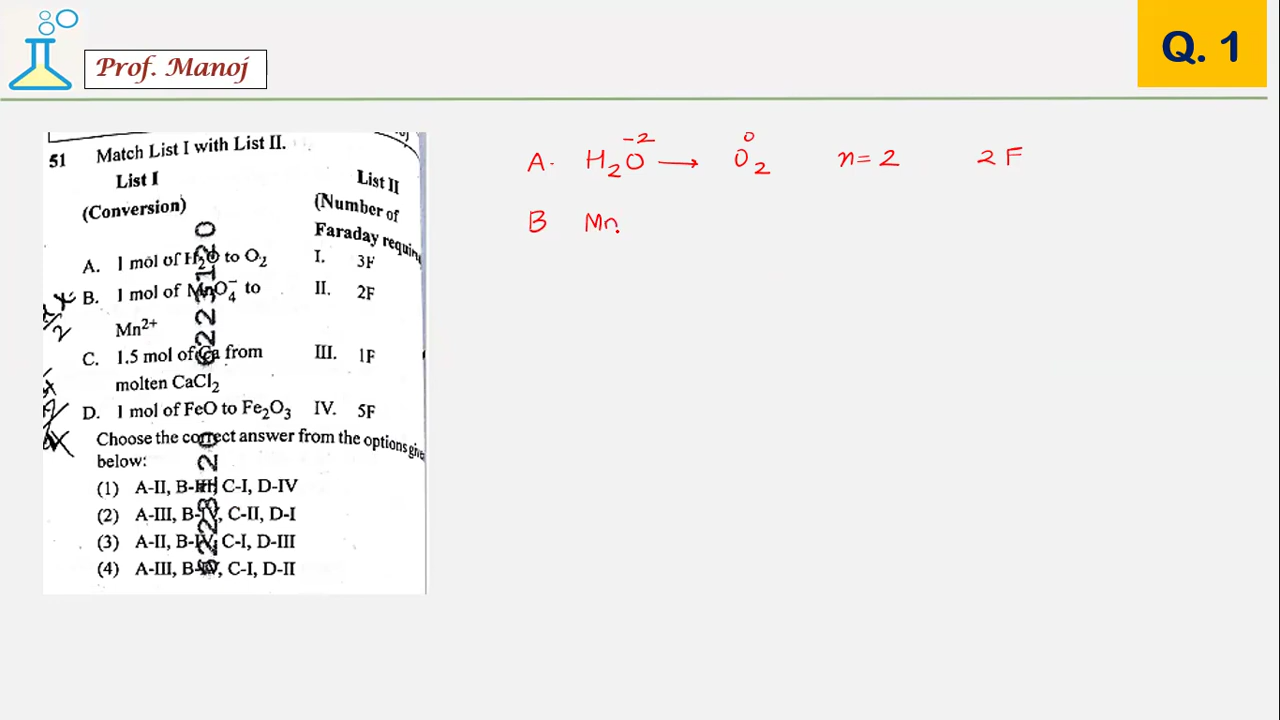 Prof. Manoj
Q. 1
51 Match List I with List II.
List I List II
(Conversion) (Number of
Faraday
A. 1 mol of H₂O to O₂ I. 3F
B. 1 mol of MnO₄⁻ to II. 2F
Mn²⁺
C. 1.5 mol of Ca from III. 1F
molten CaCl₂
D. 1 mol of FeO to Fe₂O₃ IV. 5F
Choose the correct answer from the options
below:
(1) A-II, B-III, C-I, D-IV
(2) A-III, B-IV, C-II, D-I
(3) A-II, B-IV, C-I, D-III
(4) A-III, B-IV, C-I, D-II
6223120
6223120
A. H₂O⁻² → O₂⁰ n=2 2F
B Mn